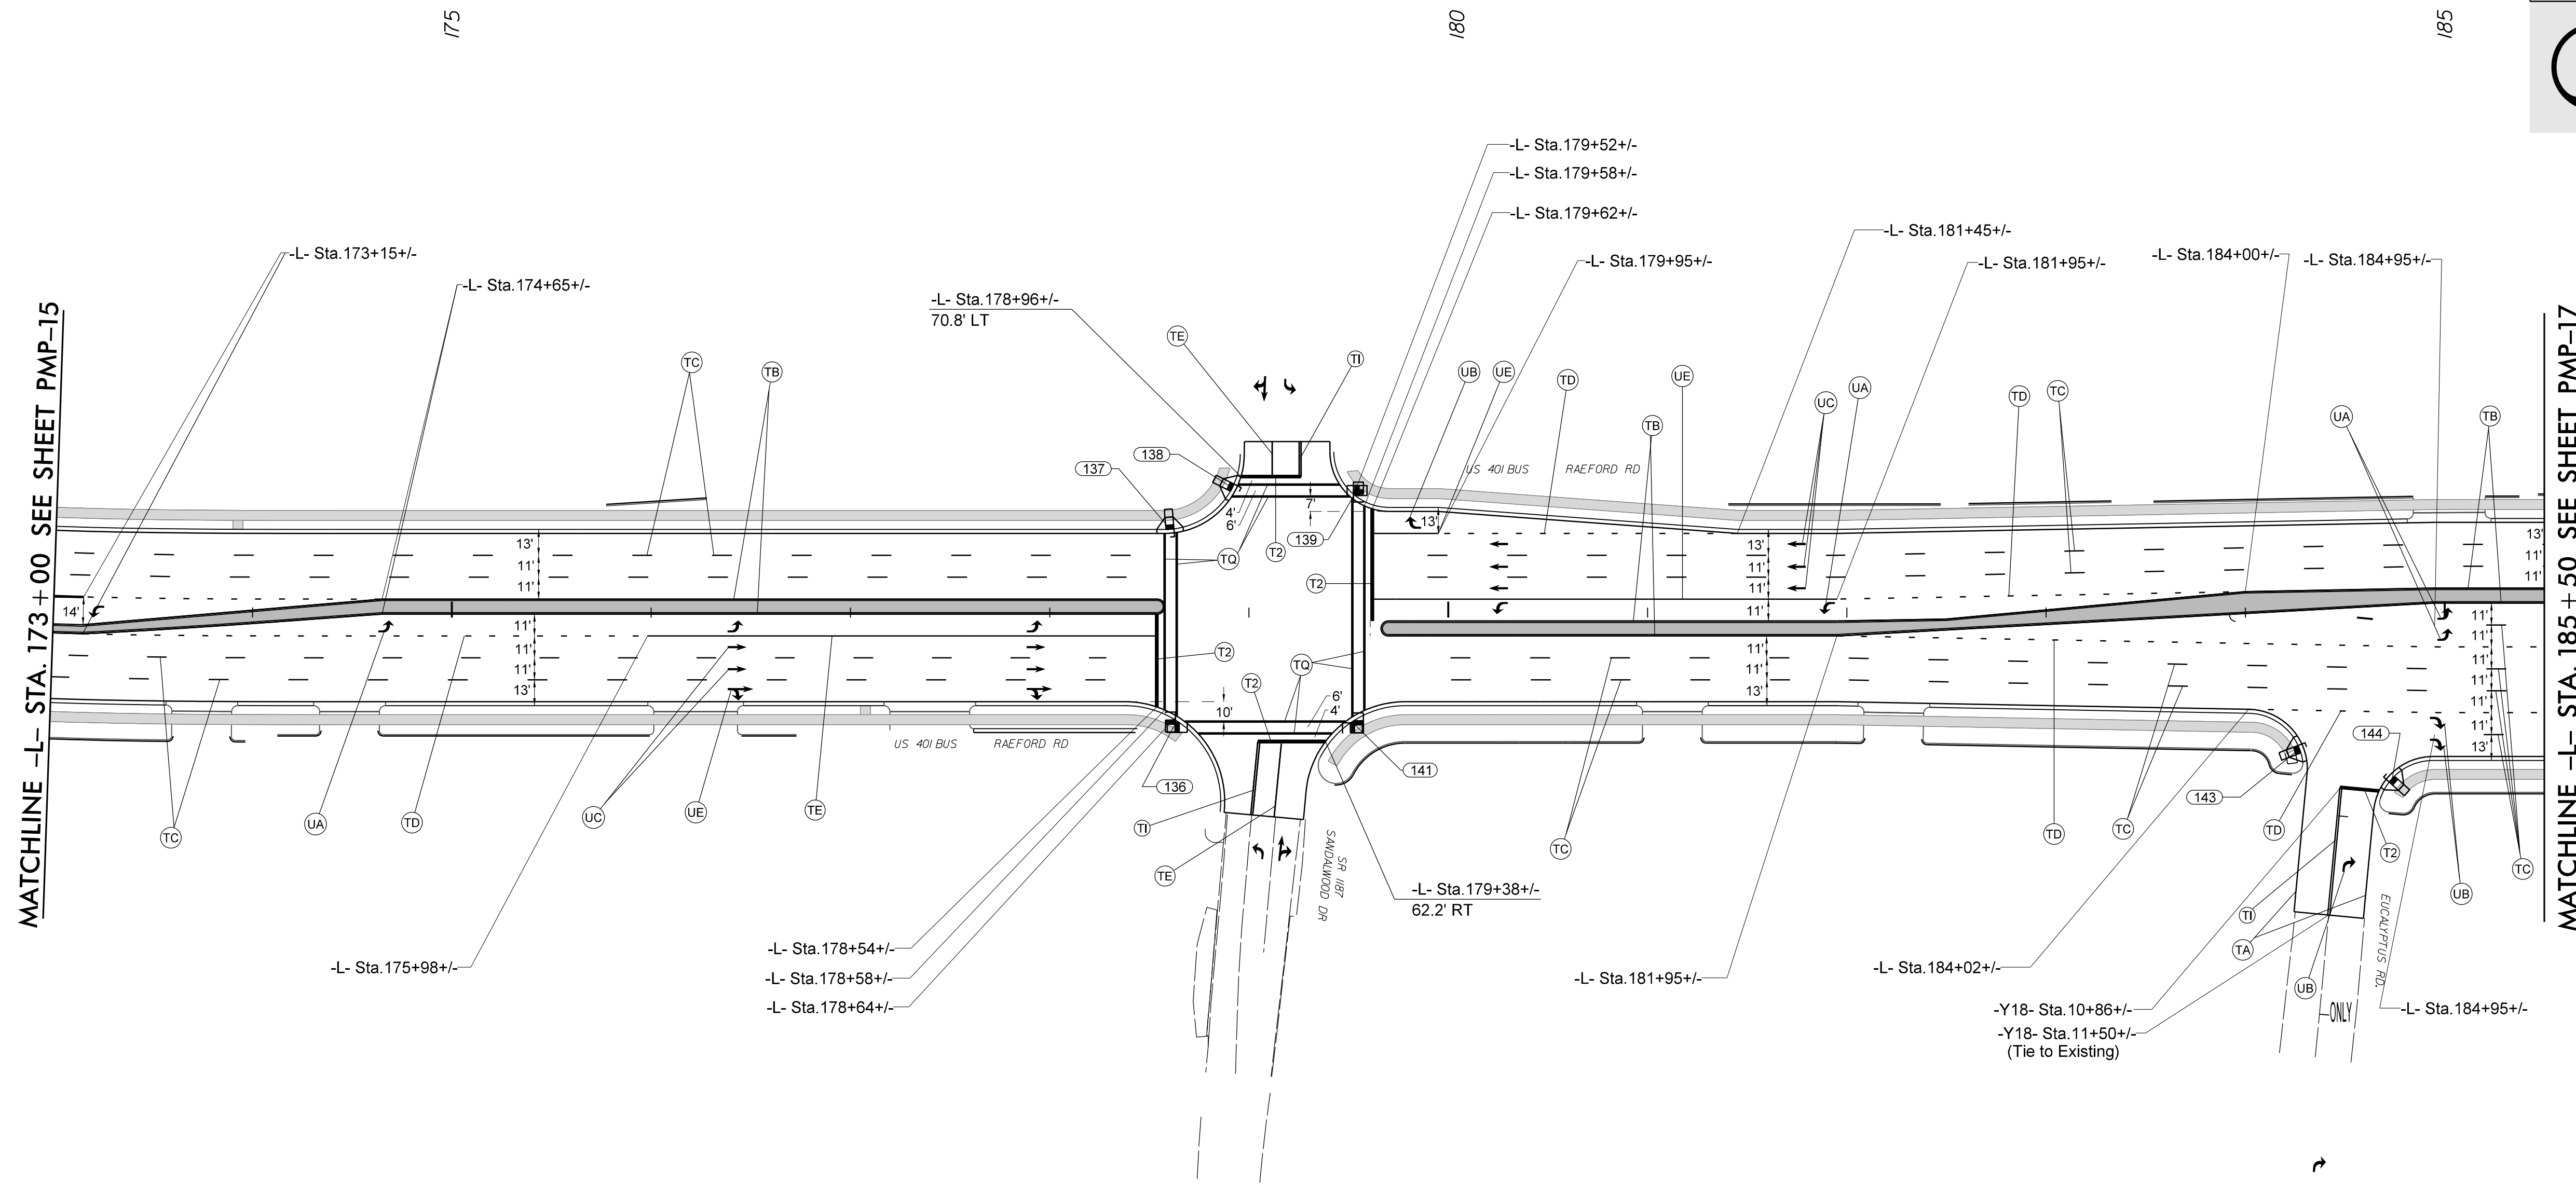 175
180
185
MATCHLINE -L- STA. 173+00 SEE SHEET PMP-15
-L- Sta.173+15+/-
-L- Sta.174+65+/-
-L- Sta.178+96+/-
70.8' LT
-L- Sta.179+52+/-
-L- Sta.179+58+/-
-L- Sta.179+62+/-
-L- Sta.179+95+/-
-L- Sta.181+45+/-
-L- Sta.181+95+/-
-L- Sta.184+00+/-
-L- Sta.184+95+/-
MATCHLINE -L- STA. 185+50 SEE SHEET PMP-17
TC
TB
TE
TI
UB
UE
TD
UE
TB
UC
UA
TD
TC
UA
TB
137
138
139
US 401 BUS RAEFORD RD
4'
6'
7'
13'
TQ
T2
T2
13'
11'
11'
13'
11'
11'
11'
13'
11'
11'
14'
11'
11'
11'
13'
T2
T2
TQ
10'
6'
4'
11'
11'
13'
11'
11'
11'
11'
11'
11'
13'
US 401 BUS RAEFORD RD
136
141
143
144
TC
UA
TD
UC
UE
TE
TI
TE
SR 1187
SANDALWOOD DR
TC
TD
TC
TD
T2
TC
UB
TI
TA
UB
EUCALYPTUS RD.
ONLY
-L- Sta.179+38+/-
62.2' RT
-L- Sta.175+98+/-
-L- Sta.178+54+/-
-L- Sta.178+58+/-
-L- Sta.178+64+/-
-L- Sta.181+95+/-
-L- Sta.184+02+/-
-Y18- Sta.10+86+/-
-Y18- Sta.11+50+/-
(Tie to Existing)
-L- Sta.184+95+/-